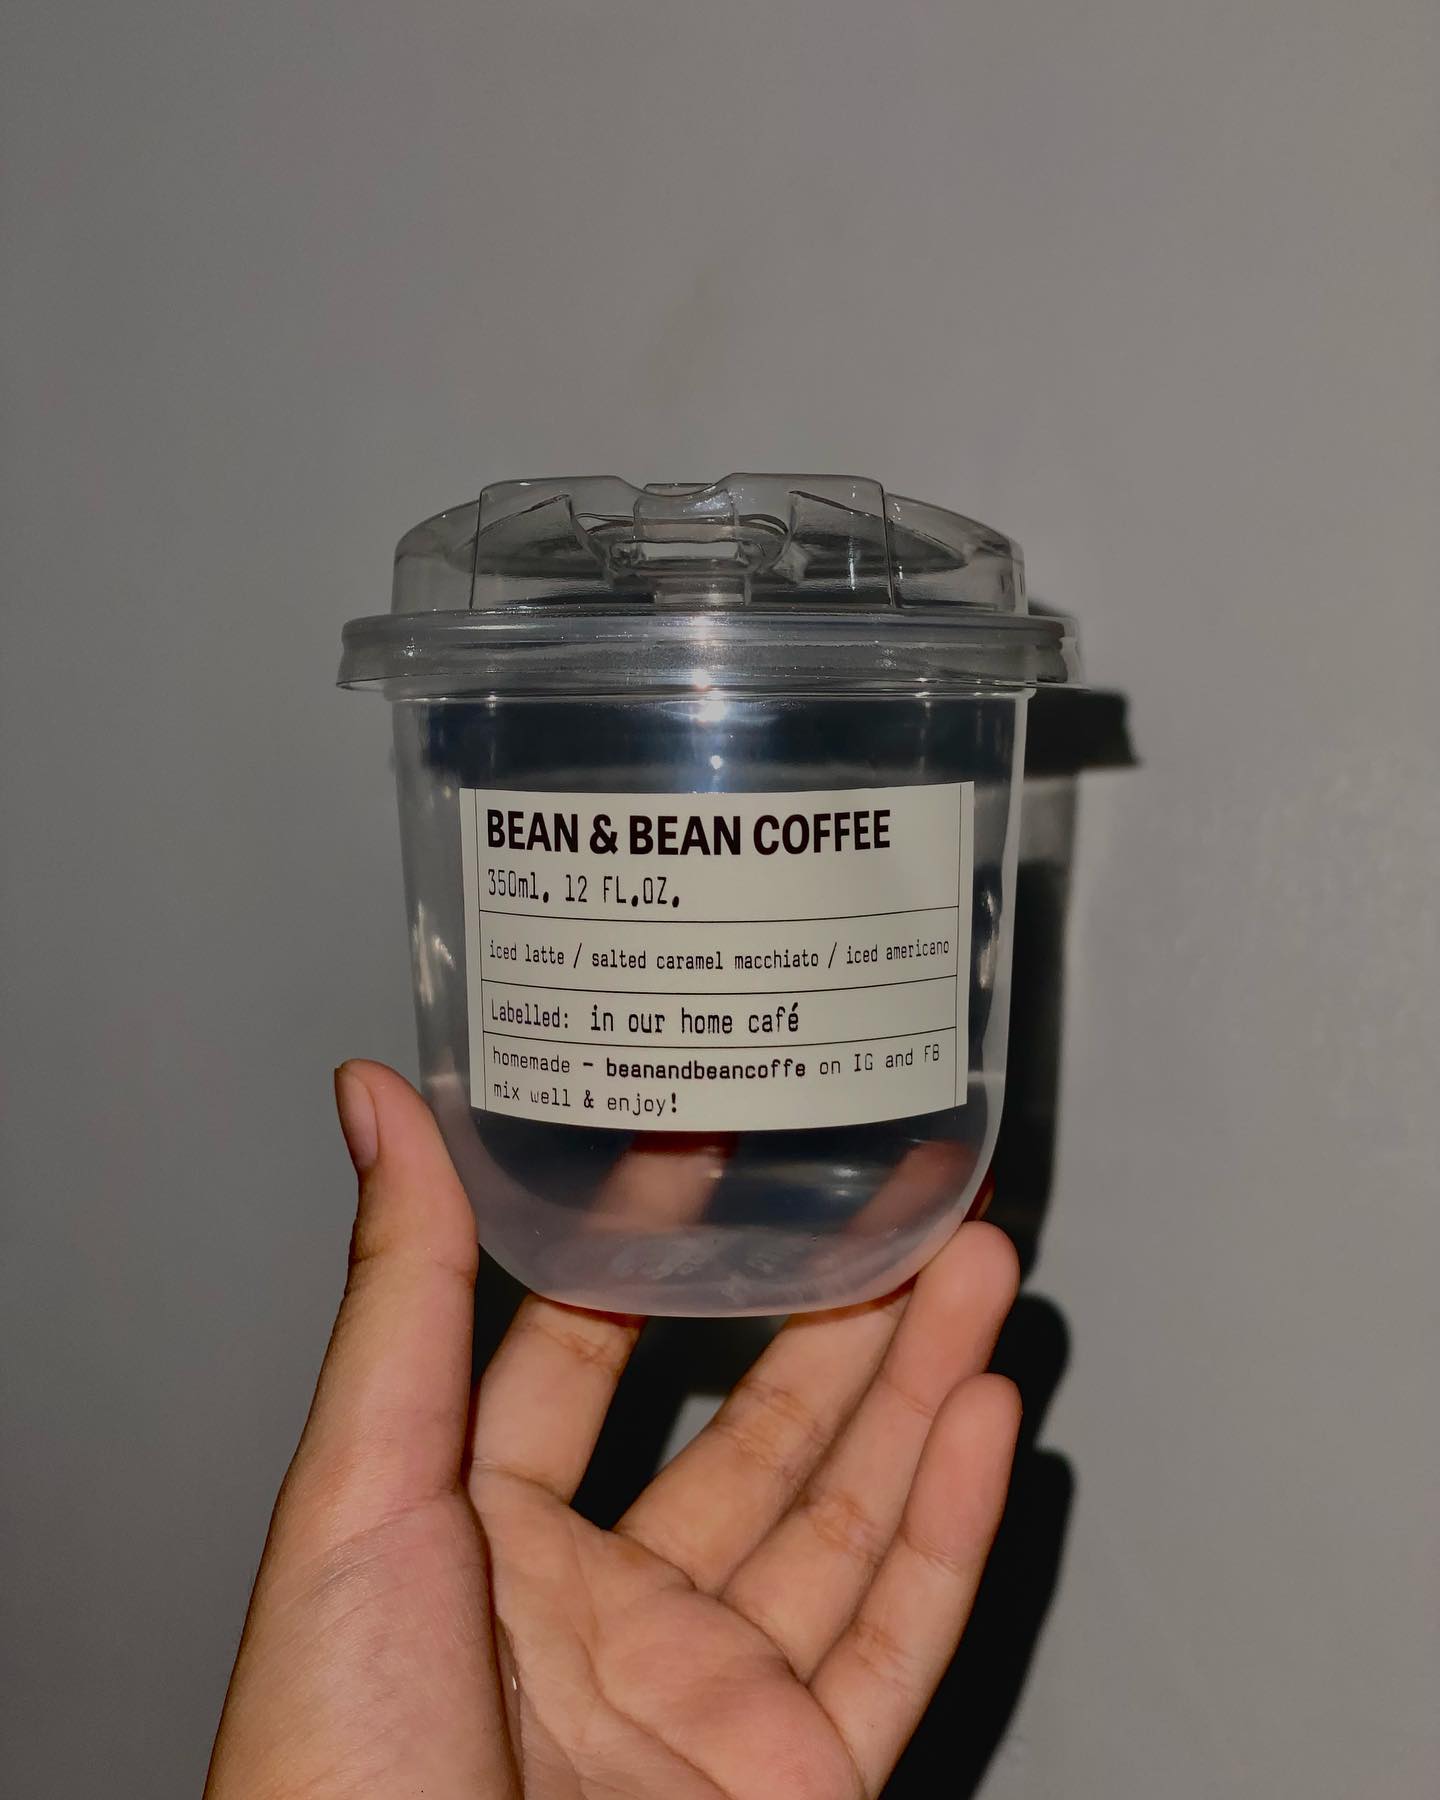 BEAN & BEAN COFFEE
350ml. 12 FL.OZ.
iced latte / salted caramel macchiato / iced americano
Labelled: in our home café
homemade - beanandbeancoffe on IG and FB
mix well & enjoy!